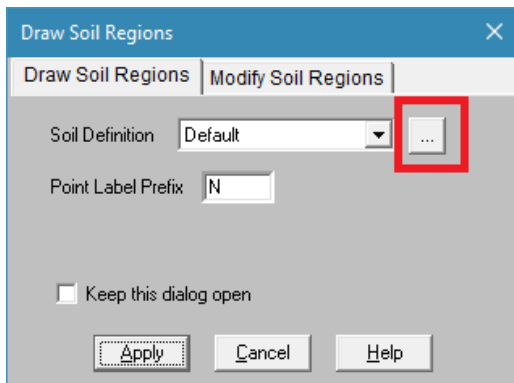 Draw Soil Regions
Draw Soil Regions Modify Soil Regions
Soil Definition Default ...
Point Label Prefix N
Keep this dialog open
Apply Cancel Help